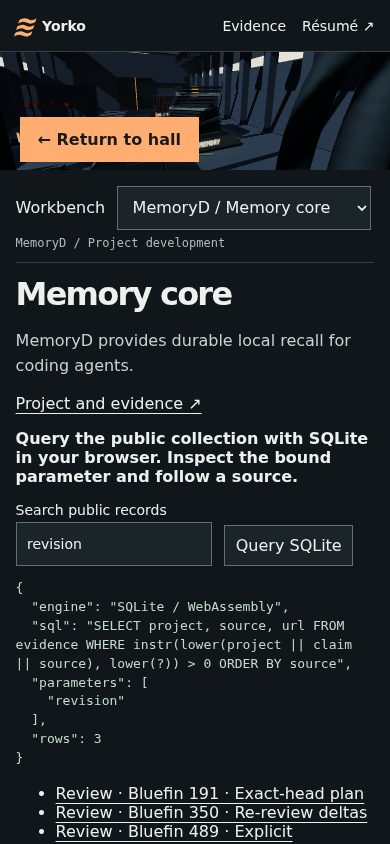 Yorko
Evidence
Résumé ↗
← Return to hall
Workbench
MemoryD / Memory core
MemoryD / Project development
Memory core
MemoryD provides durable local recall for
coding agents.
Project and evidence ↗
Query the public collection with SQLite
in your browser. Inspect the bound
parameter and follow a source.
Search public records
revision
Query SQLite
{
"engine": "SQLite / WebAssembly",
"sql": "SELECT project, source, url FROM
evidence WHERE instr(lower(project || claim
|| source), lower(?)) > 0 ORDER BY source",
"parameters": [
"revision"
],
"rows": 3
}
• Review · Bluefin 191 · Exact-head plan
• Review · Bluefin 350 · Re-review deltas
• Review · Bluefin 489 · Explicit